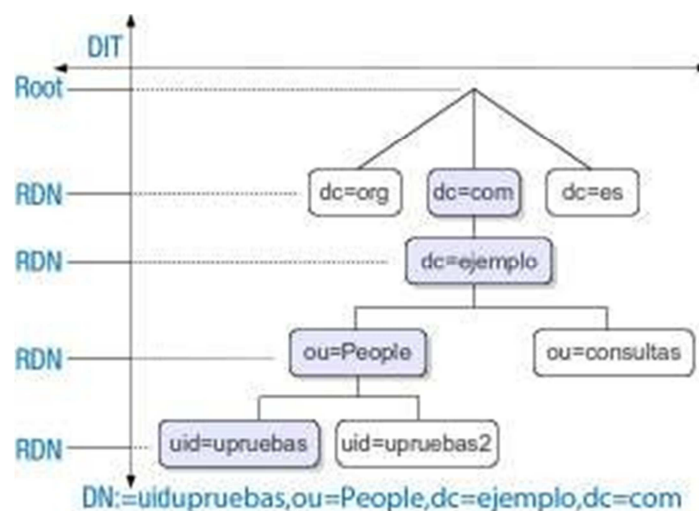 DIT
Root
RDN dc=org dc=com dc=es
RDN dc=ejemplo
RDN ou=People ou=consultas
RDN uid=upruebas uid=upruebas2
DN:=uidupruebas,ou=People,dc=ejemplo,dc=com